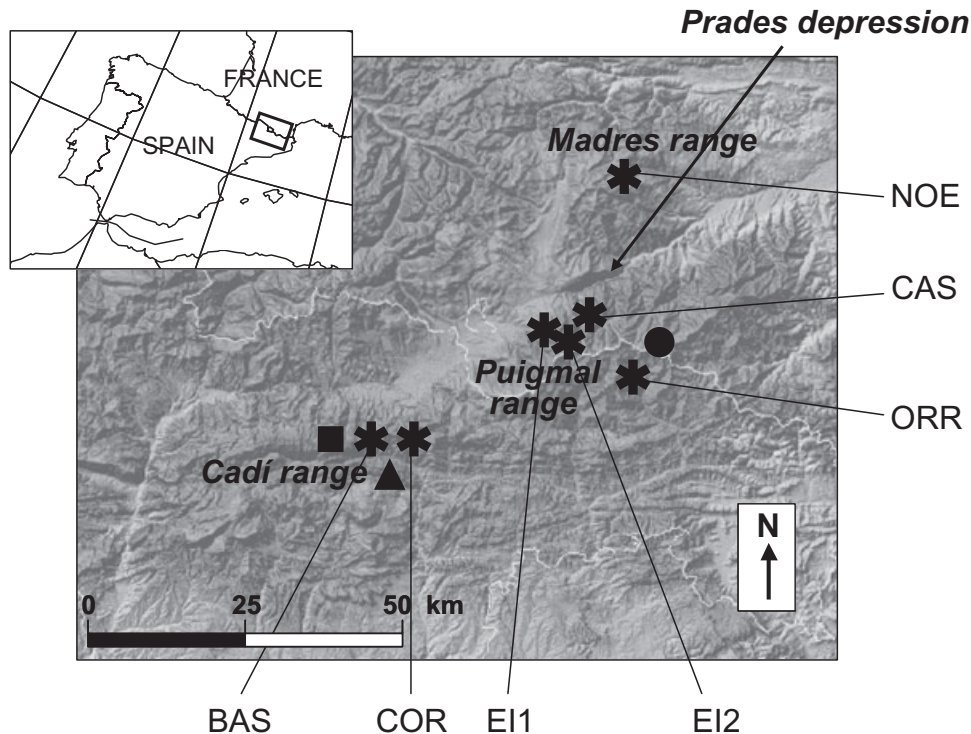 Prades depression
FRANCE
SPAIN
Madres range
NOE
CAS
Puigmal
range
ORR
Cadí range
N
0 25 50 km
BAS COR EI1 EI2